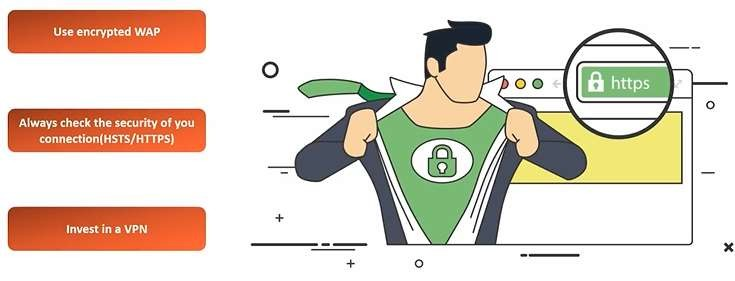 Use encrypted WAP
Always check the security of you
connection(HSTS/HTTPS)
Invest in a VPN
https